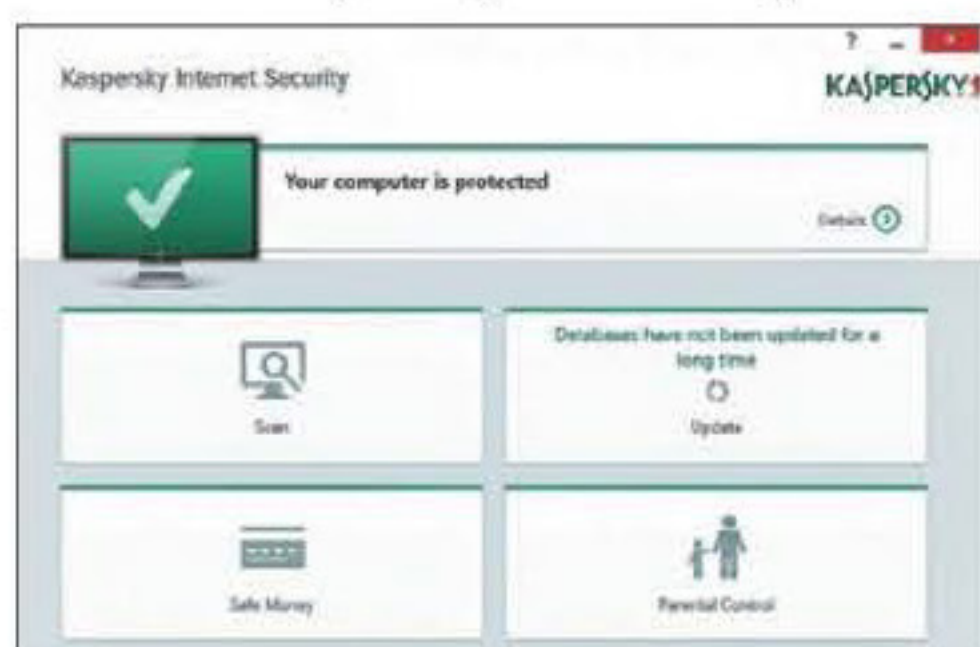 ? –
Kaspersky Internet Security
KASPERSKY
Your computer is protected
Details
Databases have not been updated for a
long time
Scan
Update
Safe Money
Parental Control